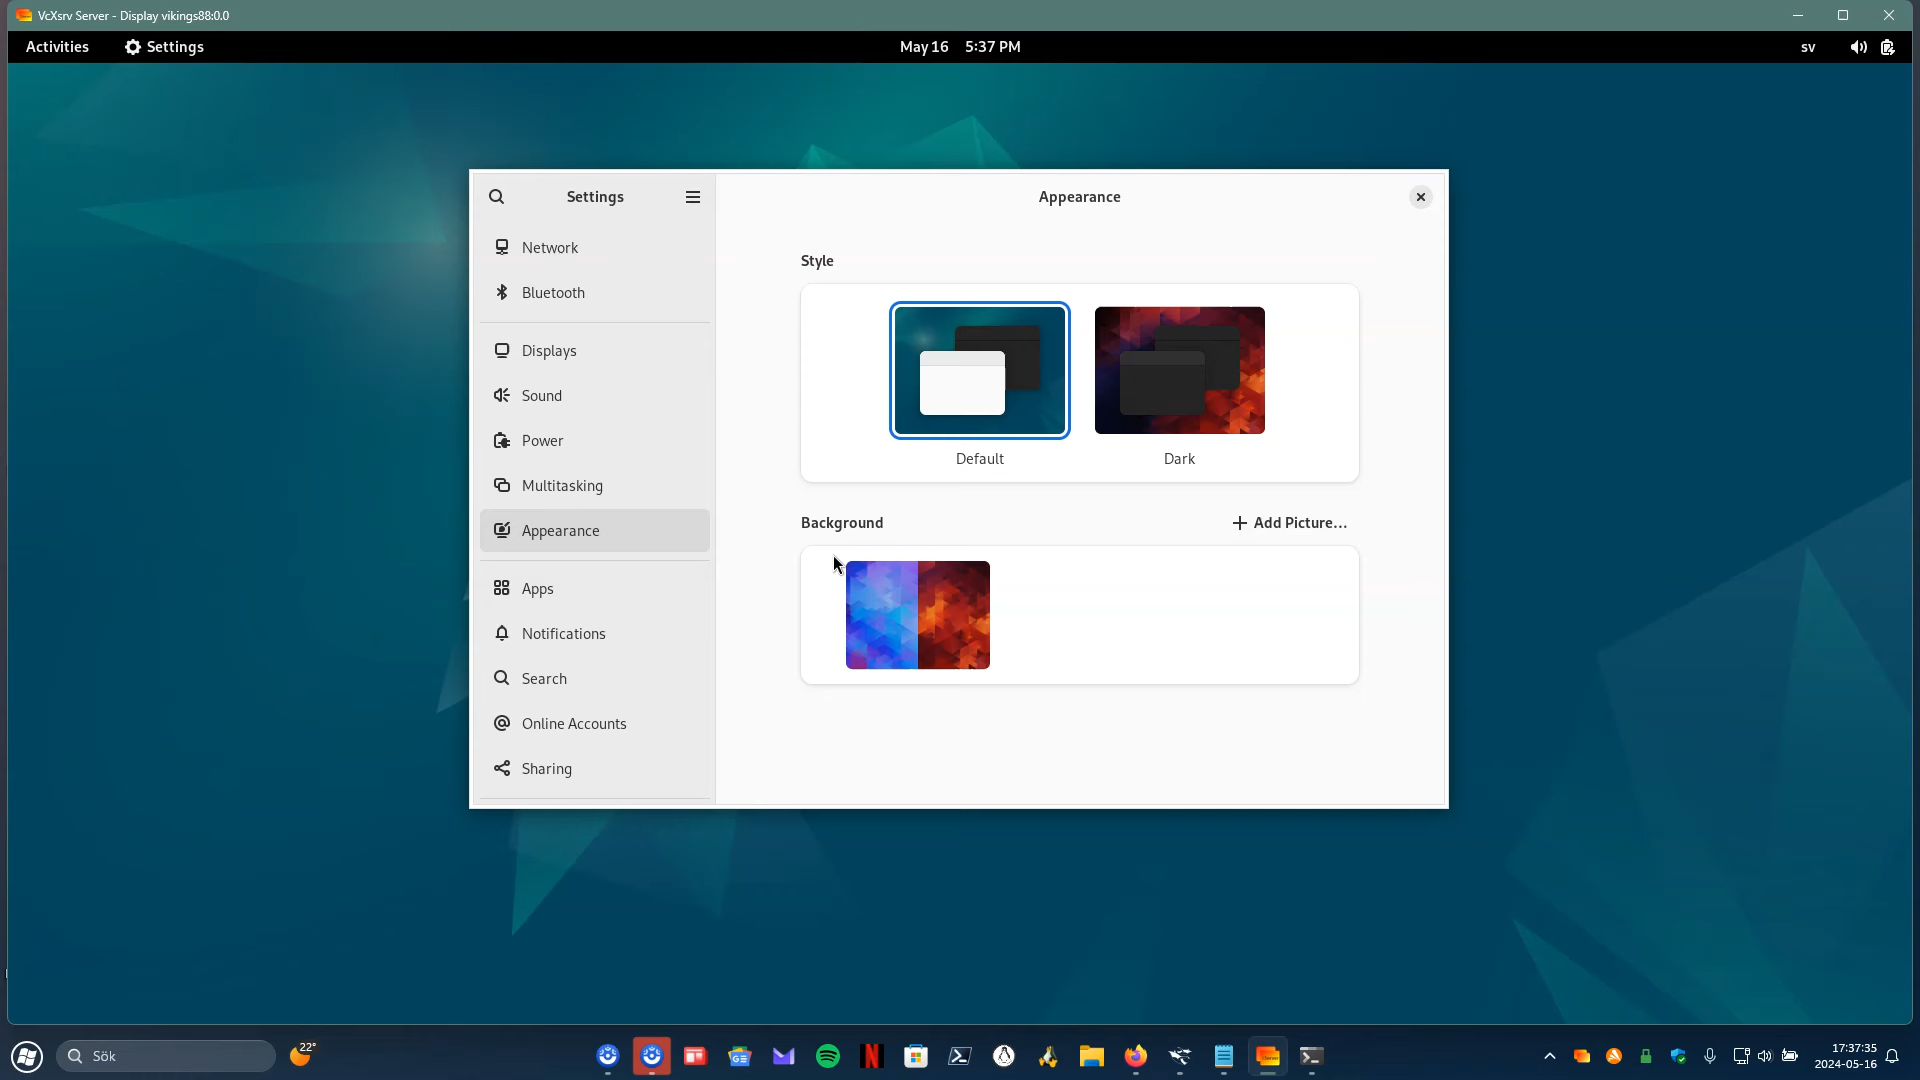 VcXsrv Server - Display vikings88:0.0
Activities Settings May 16 5:37 PM sv
Settings
Appearance
Network
Bluetooth
Displays
Sound
Power
Multitasking
Appearance
Apps
Notifications
Search
Online Accounts
Sharing
Style
Default Dark
Background Add Picture...
22°
Sök
17:37:35
2024-05-16